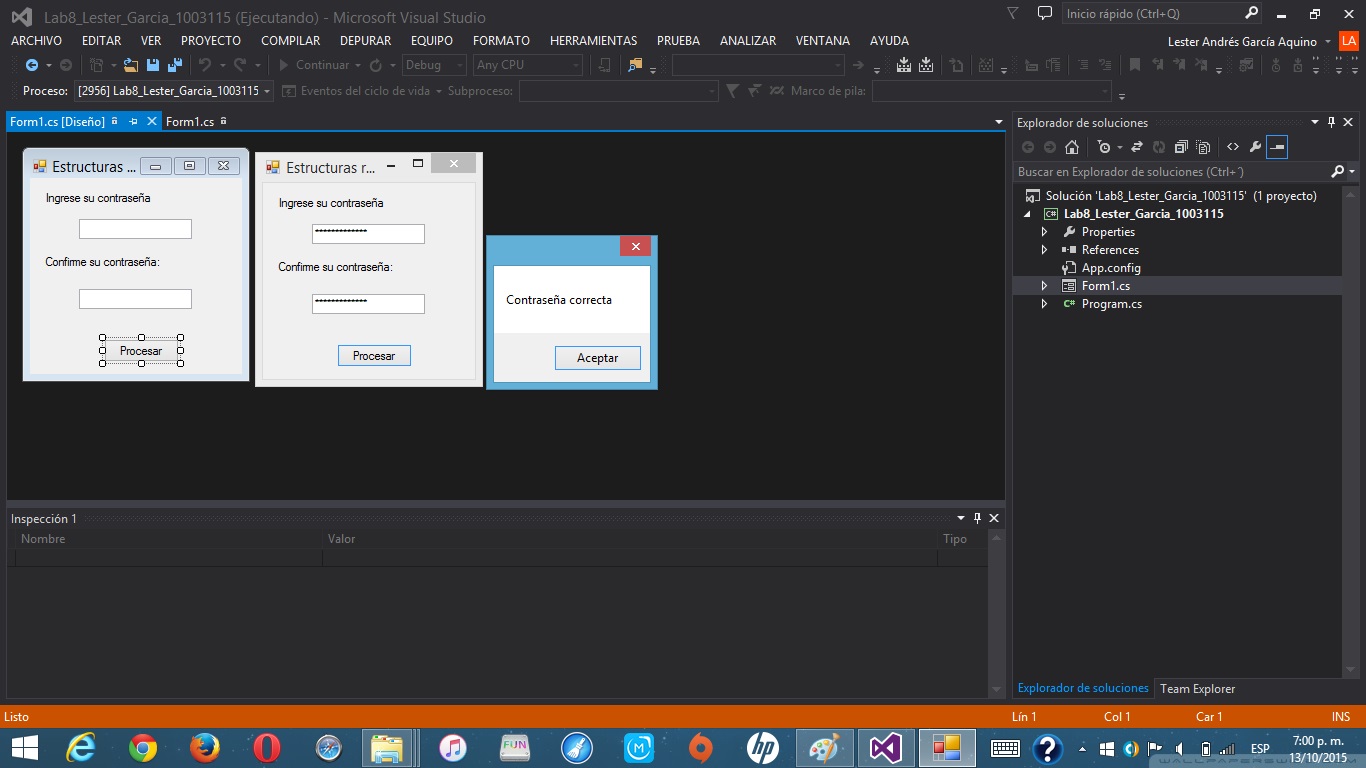 Lab8_Lester_Garcia_1003115 (Ejecutando) - Microsoft Visual Studio
Inicio rápido (Ctrl+Q)
ARCHIVO EDITAR VER PROYECTO COMPILAR DEPURAR EQUIPO FORMATO HERRAMIENTAS PRUEBA ANALIZAR VENTANA AYUDA
Lester Andrés García Aquino LA
Continuar Debug Any CPU
Proceso: [2956] Lab8_Lester_Garcia_1003115 Eventos del ciclo de vida Subproceso: Marco de pila:
Form1.cs [Diseño] Form1.cs
Estructuras ...
Ingrese su contraseña
Confirme su contraseña:
Procesar
Estructuras r...
Ingrese su contraseña
*************
Confirme su contraseña:
*************
Procesar
Contraseña correcta
Aceptar
Explorador de soluciones
Buscar en Explorador de soluciones (Ctrl+´)
Solución 'Lab8_Lester_Garcia_1003115' (1 proyecto)
C# Lab8_Lester_Garcia_1003115
Properties
References
App.config
Form1.cs
C# Program.cs
Inspección 1
Nombre Valor Tipo
Explorador de soluciones Team Explorer
Listo Lín 1 Col 1 Car 1 INS
FUN
hp
ESP
7:00 p. m.
13/10/2015